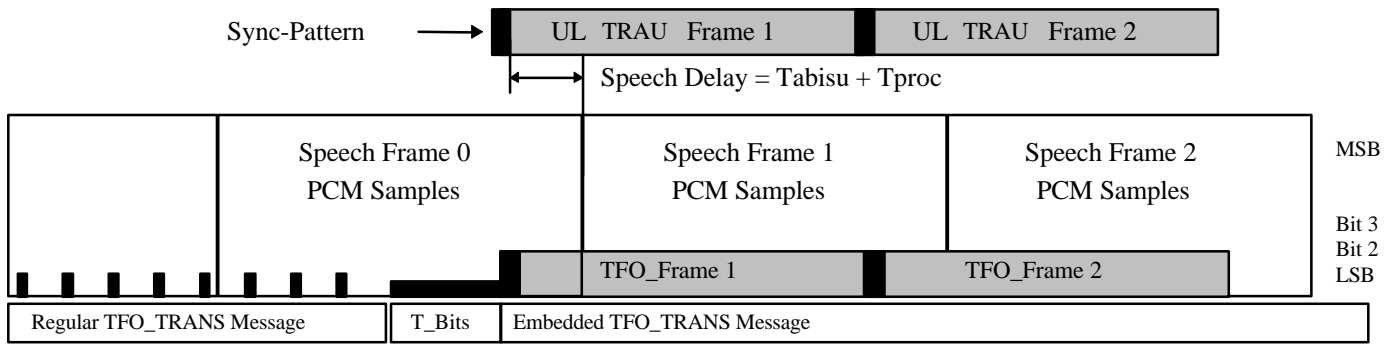 Sync-Pattern UL TRAU Frame 1 UL TRAU Frame 2
Speech Delay = Tabisu + Tproc
Speech Frame 0 Speech Frame 1 Speech Frame 2 MSB
PCM Samples PCM Samples PCM Samples
Bit 3
Bit 2
TFO_Frame 1 TFO_Frame 2 LSB
Regular TFO_TRANS Message T_Bits Embedded TFO_TRANS Message